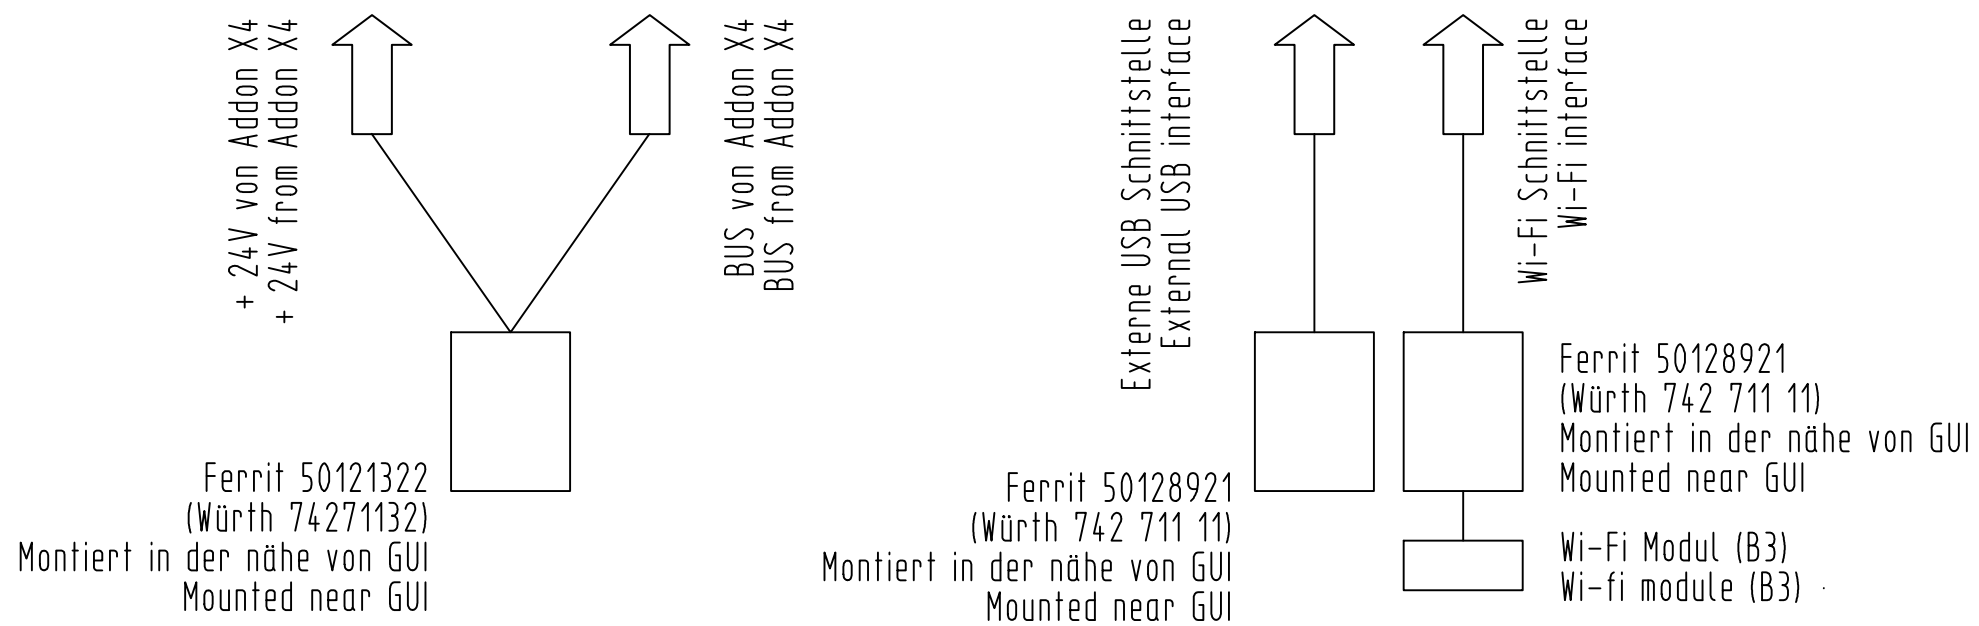 + 24V von Addon X4
+ 24V from Addon X4
BUS von Addon X4
BUS from Addon X4
Externe USB Schnittstelle
External USB interface
Wi-Fi Schnittstelle
Wi-Fi interface
Ferrit 50121322
(Würth 74271132)
Montiert in der nähe von GUI
Mounted near GUI
Ferrit 50128921
(Würth 742 711 11)
Montiert in der nähe von GUI
Mounted near GUI
Ferrit 50128921
(Würth 742 711 11)
Montiert in der nähe von GUI
Mounted near GUI
Wi-Fi Modul (B3)
Wi-fi module (B3)